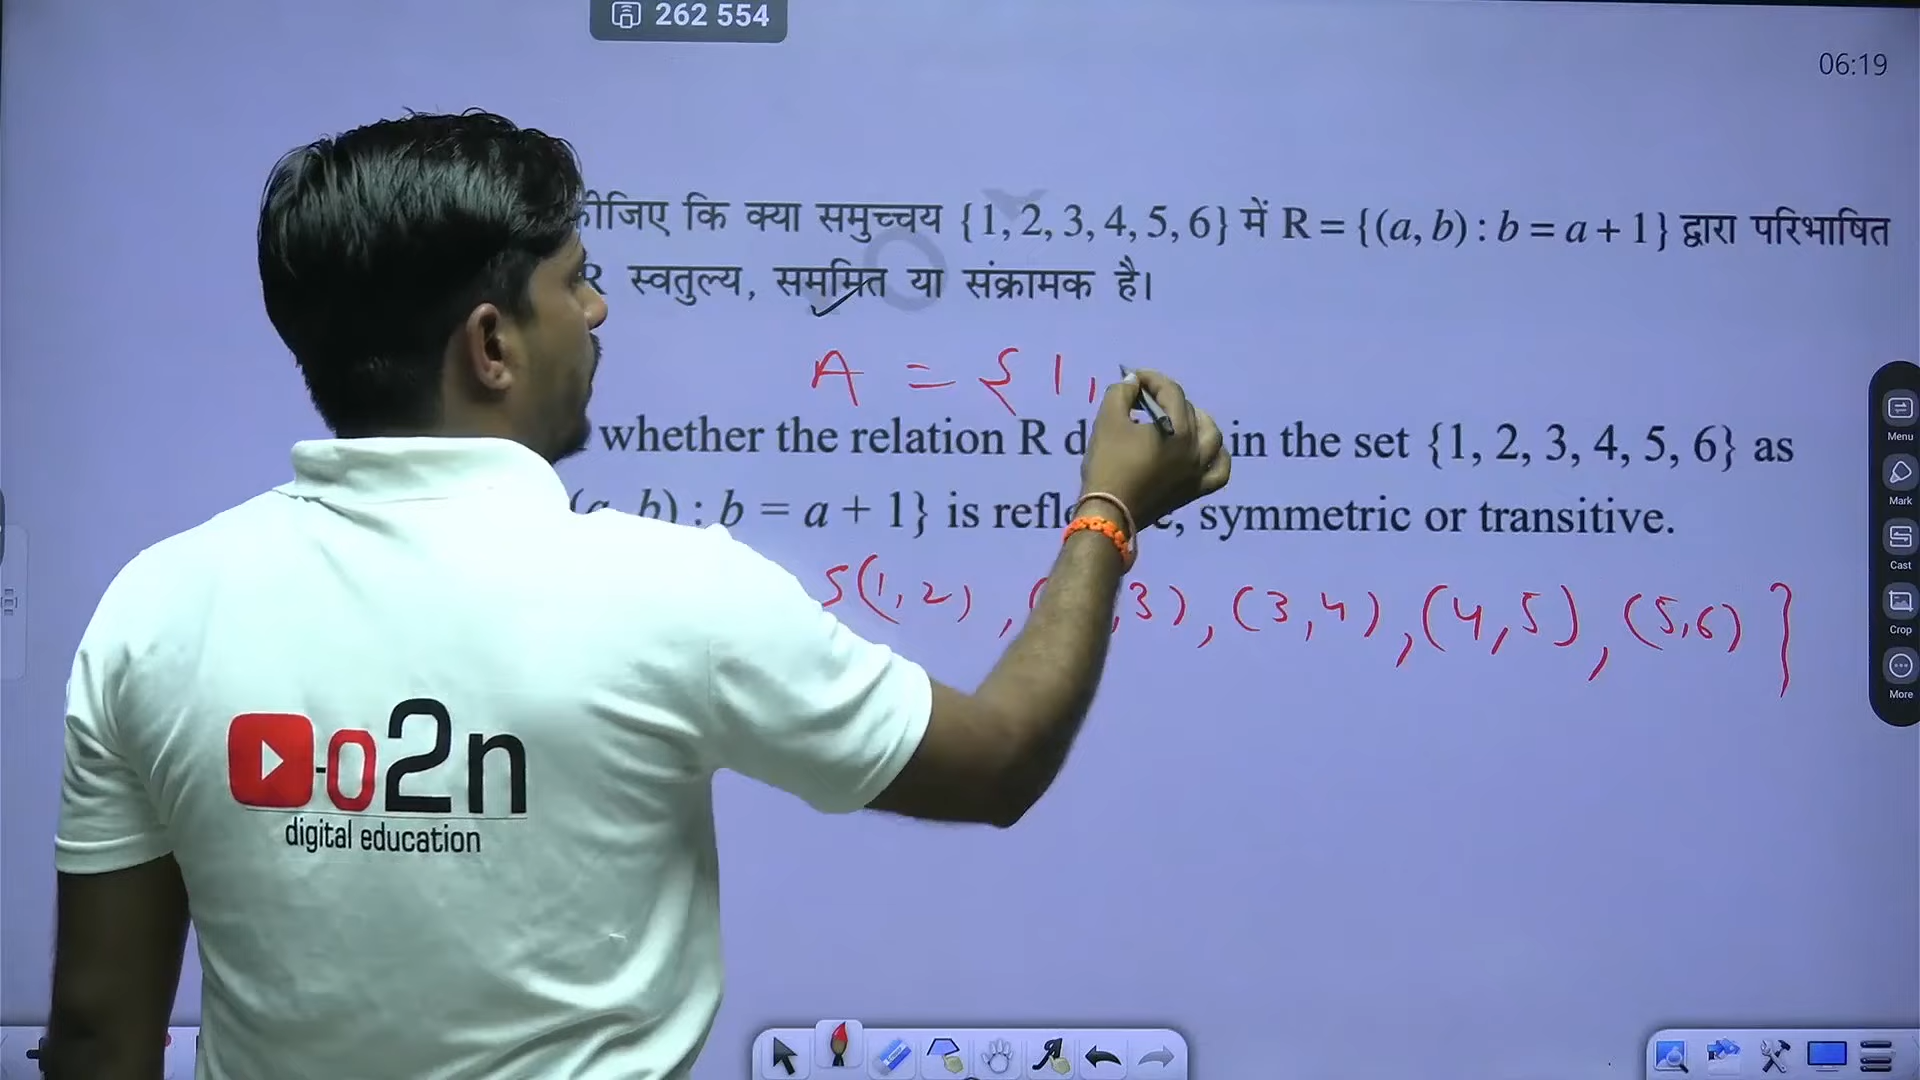 262 554
06:19
कीजिए कि क्या समुच्चय {1, 2, 3, 4, 5, 6} में R = {(a, b) : b = a + 1} द्वारा परिभाषित
R स्वतुल्य, सममित या संक्रामक है।
A = { 1,
whether the relation R d in the set {1, 2, 3, 4, 5, 6} as
(a, b) : b = a + 1} is refle, symmetric or transitive.
{(1,2), ( ,3), (3,4), (4,5), (5,6) }
o2n
digital education
Menu
Mark
Cast
Crop
More